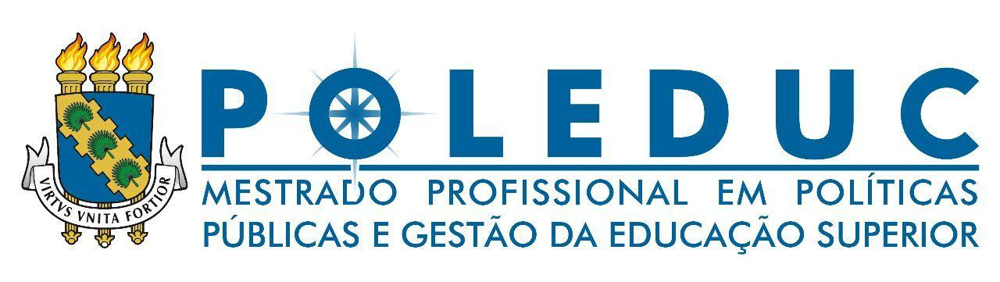 POLEDUC
MESTRADO PROFISSIONAL EM POLÍTICAS
PÚBLICAS E GESTÃO DA EDUCAÇÃO SUPERIOR
VIRTVS VNITA FORTIOR